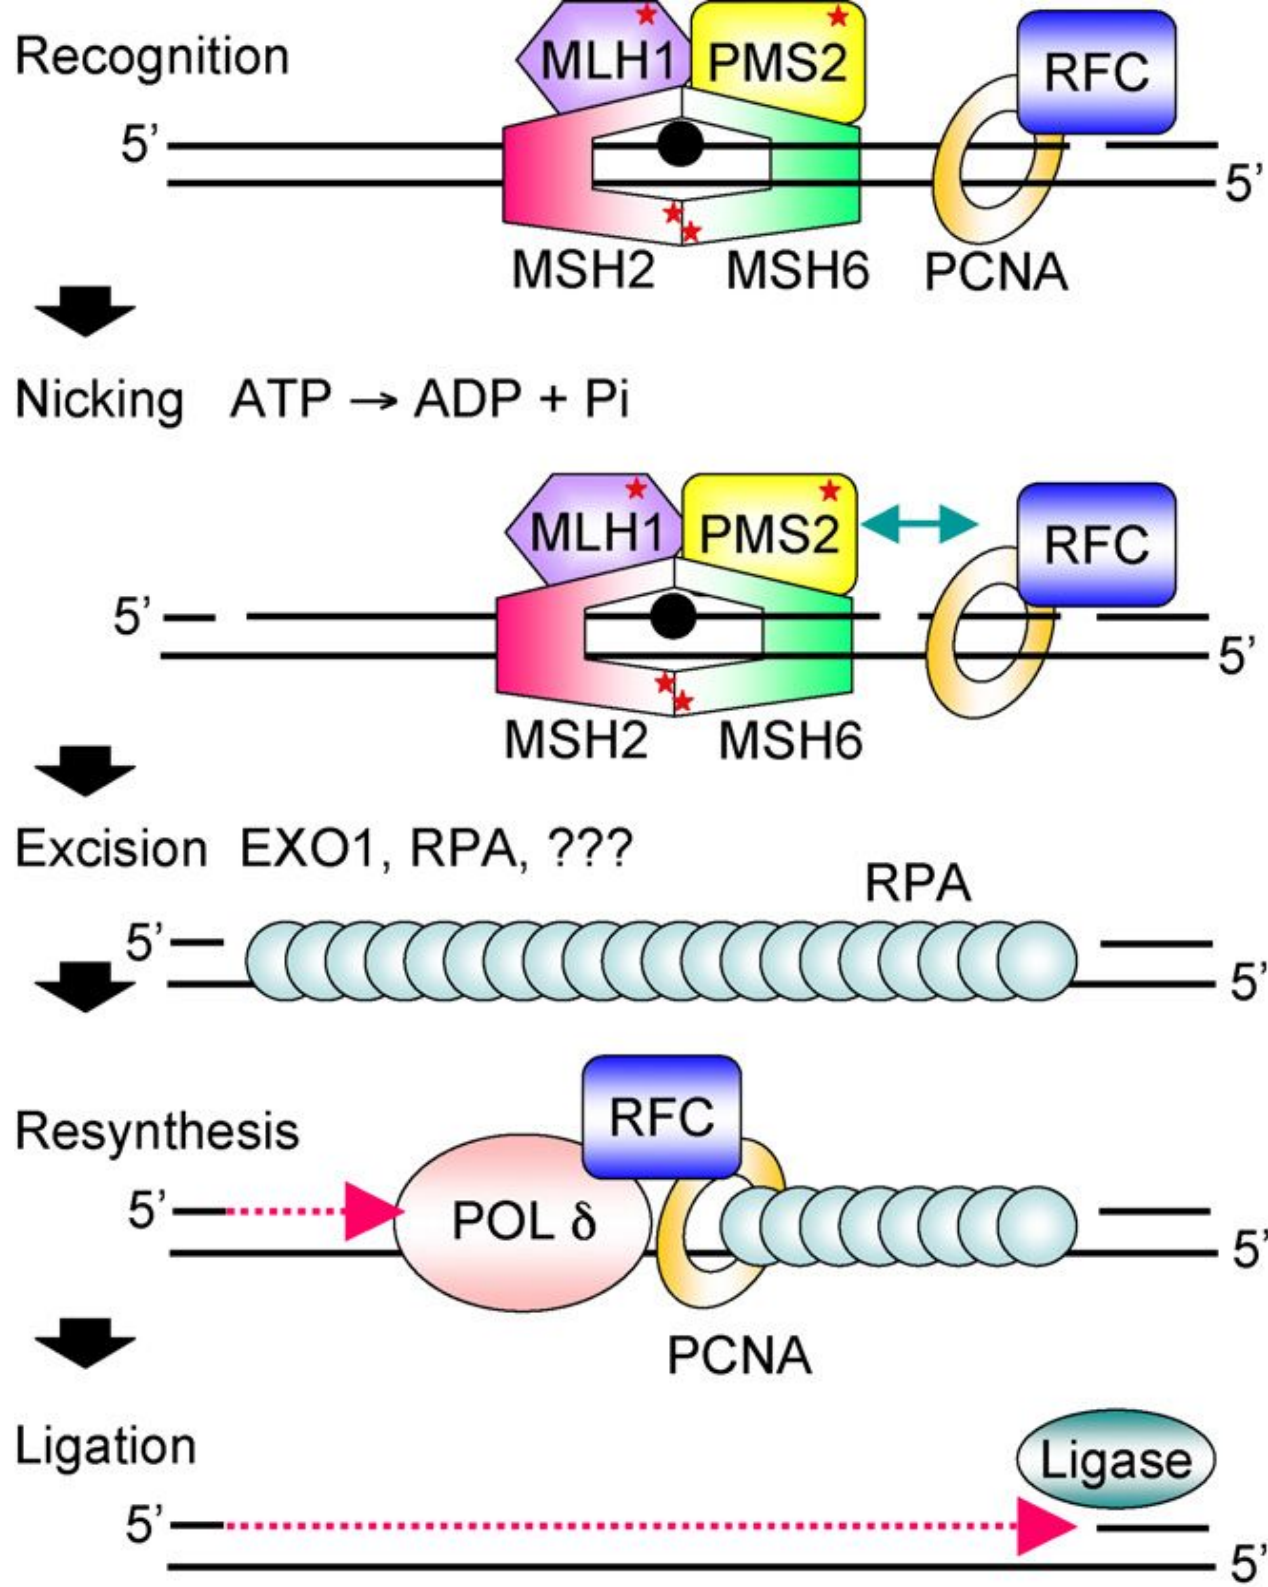 Recognition
MLH1 PMS2 RFC
5’
5’
MSH2 MSH6 PCNA
Nicking ATP → ADP + Pi
MLH1 PMS2 RFC
5’
5’
MSH2 MSH6
Excision EXO1, RPA, ???
RPA
5’
5’
RFC
Resynthesis
5’ POL δ
5’
PCNA
Ligation
Ligase
5’
5’